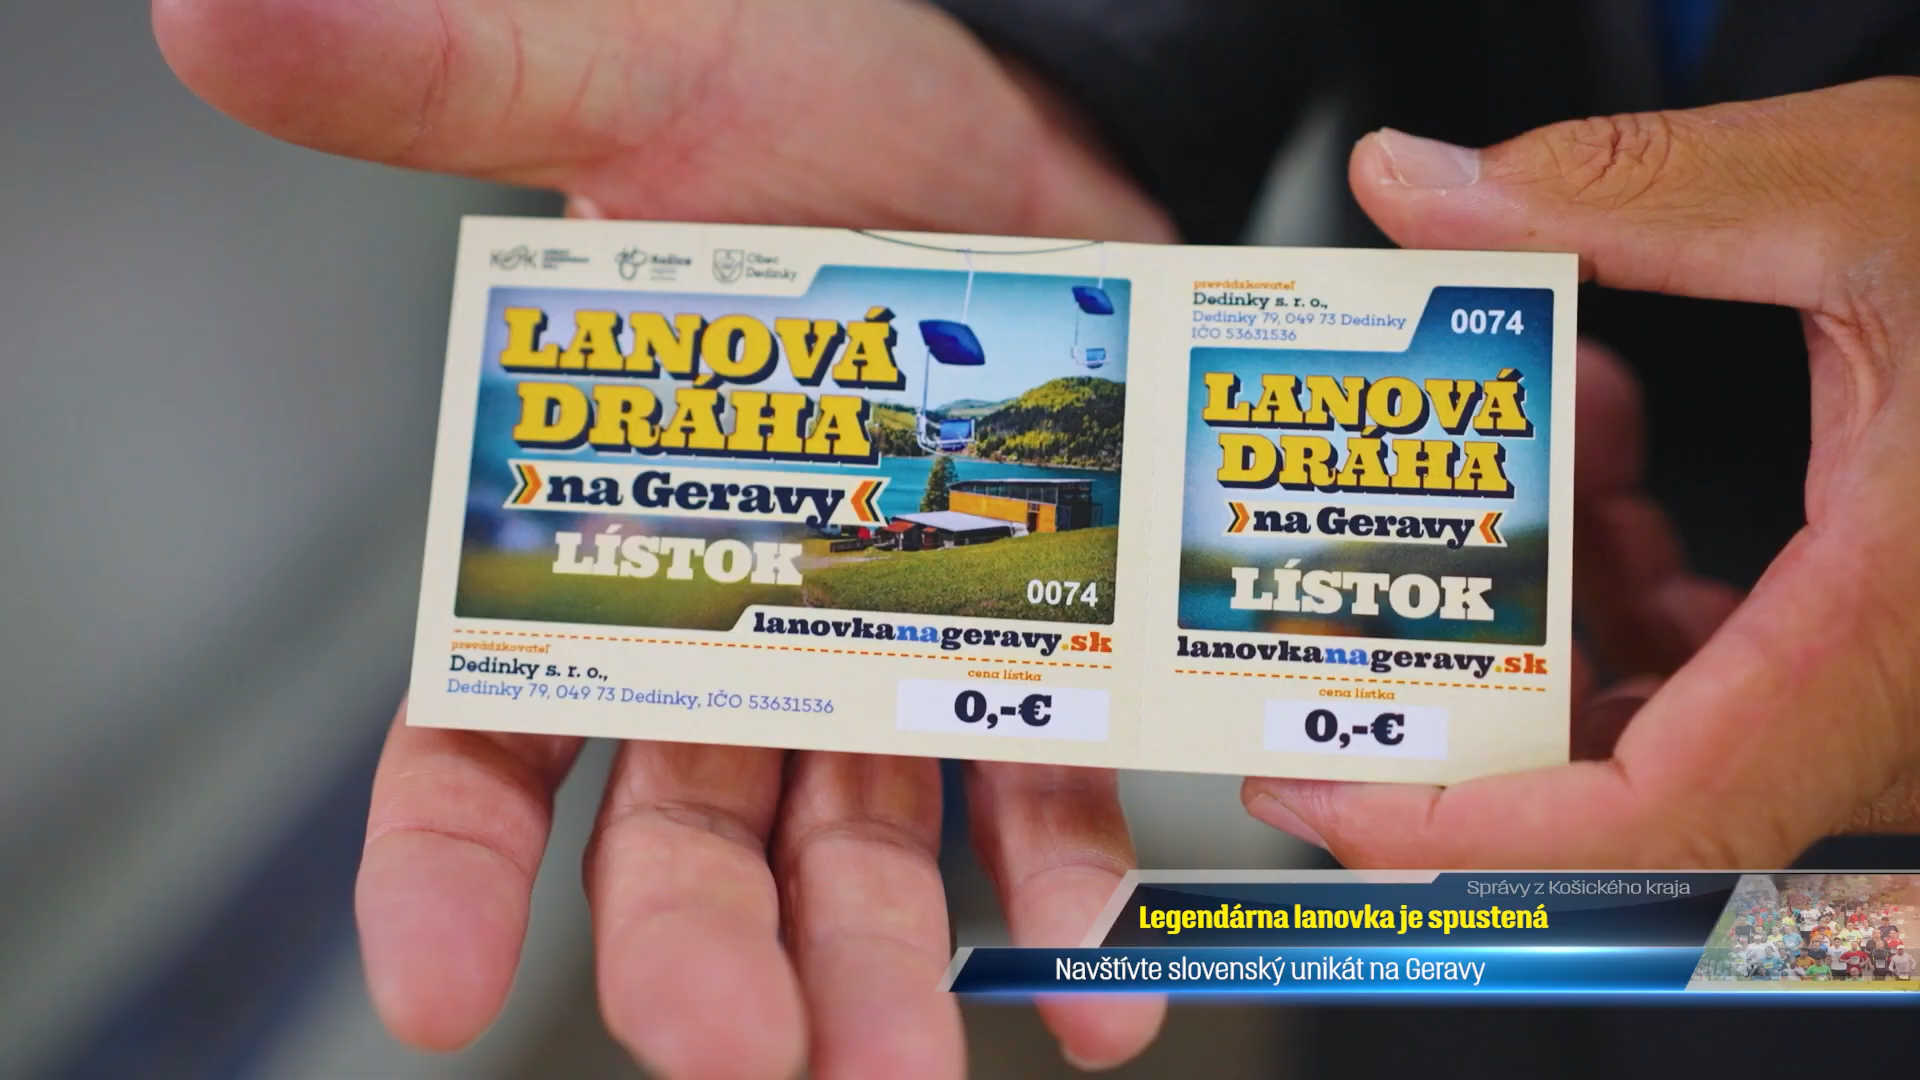 KSK
Košice
Obec
Dedinky
LANOVÁ
DRÁHA
na Geravy
LÍSTOK
0074
lanovkanageravy.sk
prevádzkovateľ
Dedinky s. r. o.,
Dedinky 79, 049 73 Dedinky, IČO 53631536
cena lístka
0,-€
prevádzkovateľ
Dedinky s. r. o.,
Dedinky 79, 049 73 Dedinky
IČO 53631536
0074
LANOVÁ
DRÁHA
na Geravy
LÍSTOK
lanovkanageravy.sk
cena lístka
0,-€
Správy z Košického kraja
Legendárna lanovka je spustená
Navštívte slovenský unikát na Geravy